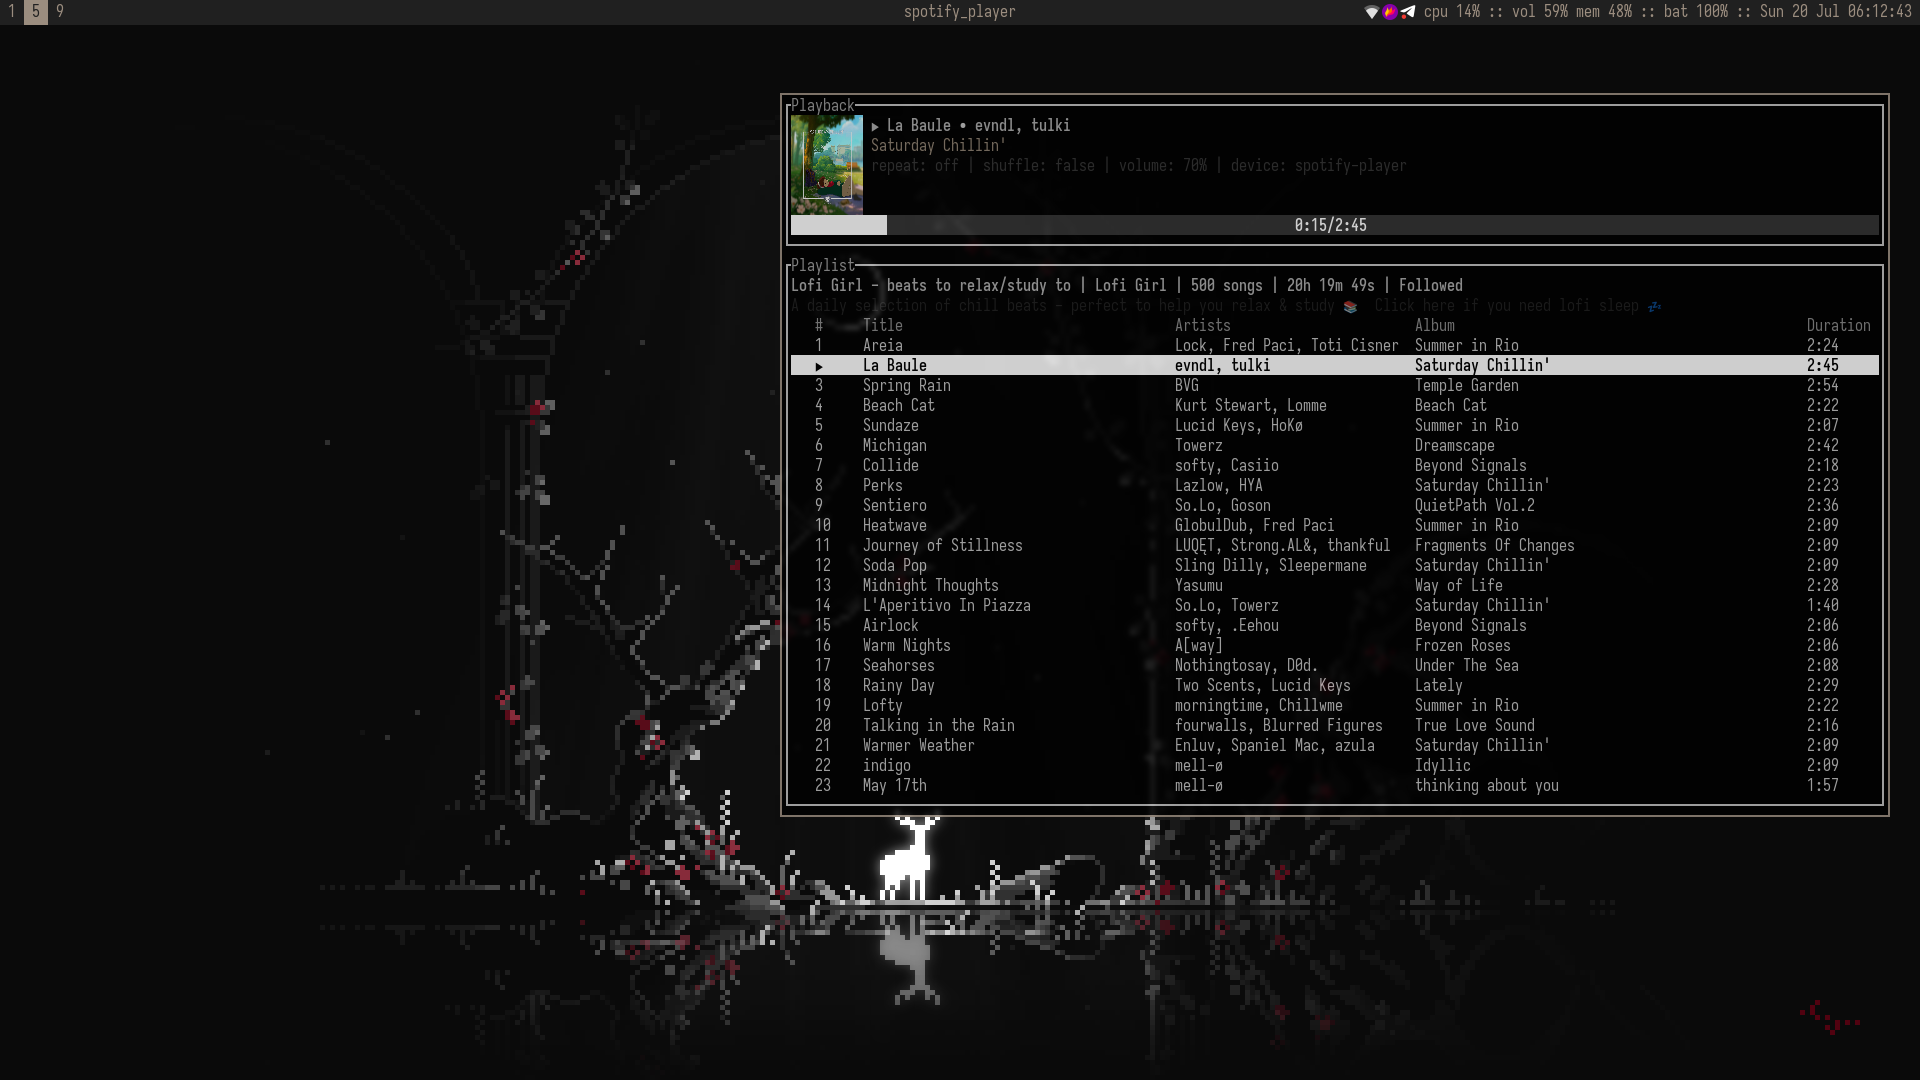 1 5 9 spotify_player cpu 14% :: vol 59% mem 48% :: bat 100% :: Sun 20 Jul 06:12:43
Playback
▶ La Baule • evndl, tulki
Saturday Chillin'
repeat: off | shuffle: false | volume: 70% | device: spotify-player
0:15/2:45
Playlist
Lofi Girl - beats to relax/study to | Lofi Girl | 500 songs | 20h 19m 49s | Followed
A daily selection of chill beats - perfect to help you relax & study 📚 Click here if you need lofi sleep 💤
# Title Artists Album Duration
1 Areia Lock, Fred Paci, Toti Cisner Summer in Rio 2:24
▶ La Baule evndl, tulki Saturday Chillin' 2:45
3 Spring Rain BVG Temple Garden 2:54
4 Beach Cat Kurt Stewart, Lomme Beach Cat 2:22
5 Sundaze Lucid Keys, HoKø Summer in Rio 2:07
6 Michigan Towerz Dreamscape 2:42
7 Collide softy, Casiio Beyond Signals 2:18
8 Perks Lazlow, HYA Saturday Chillin' 2:23
9 Sentiero So.Lo, Goson QuietPath Vol.2 2:36
10 Heatwave GlobulDub, Fred Paci Summer in Rio 2:09
11 Journey of Stillness LUQĘT, Strong.AL&, thankful Fragments Of Changes 2:09
12 Soda Pop Sling Dilly, Sleepermane Saturday Chillin' 2:09
13 Midnight Thoughts Yasumu Way of Life 2:28
14 L'Aperitivo In Piazza So.Lo, Towerz Saturday Chillin' 1:40
15 Airlock softy, .Eehou Beyond Signals 2:06
16 Warm Nights A[way] Frozen Roses 2:06
17 Seahorses Nothingtosay, D0d. Under The Sea 2:08
18 Rainy Day Two Scents, Lucid Keys Lately 2:29
19 Lofty morningtime, Chillwme Summer in Rio 2:22
20 Talking in the Rain fourwalls, Blurred Figures True Love Sound 2:16
21 Warmer Weather Enluv, Spaniel Mac, azula Saturday Chillin' 2:09
22 indigo mell-ø Idyllic 2:09
23 May 17th mell-ø thinking about you 1:57